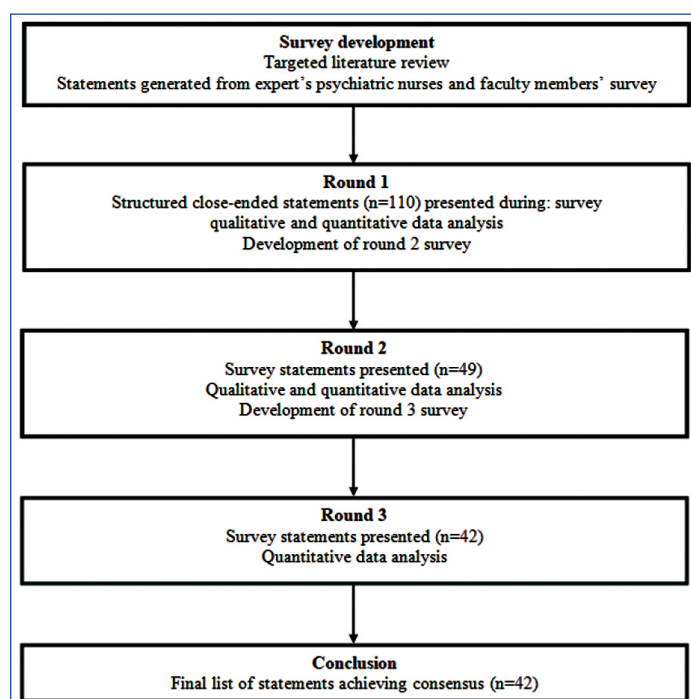 Survey development
Targeted literature review
Statements generated from expert's psychiatric nurses and faculty members' survey
Round 1
Structured close-ended statements (n=110) presented during: survey
qualitative and quantitative data analysis
Development of round 2 survey
Round 2
Survey statements presented (n=49)
Qualitative and quantitative data analysis
Development of round 3 survey
Round 3
Survey statements presented (n=42)
Quantitative data analysis
Conclusion
Final list of statements achieving consensus (n=42)